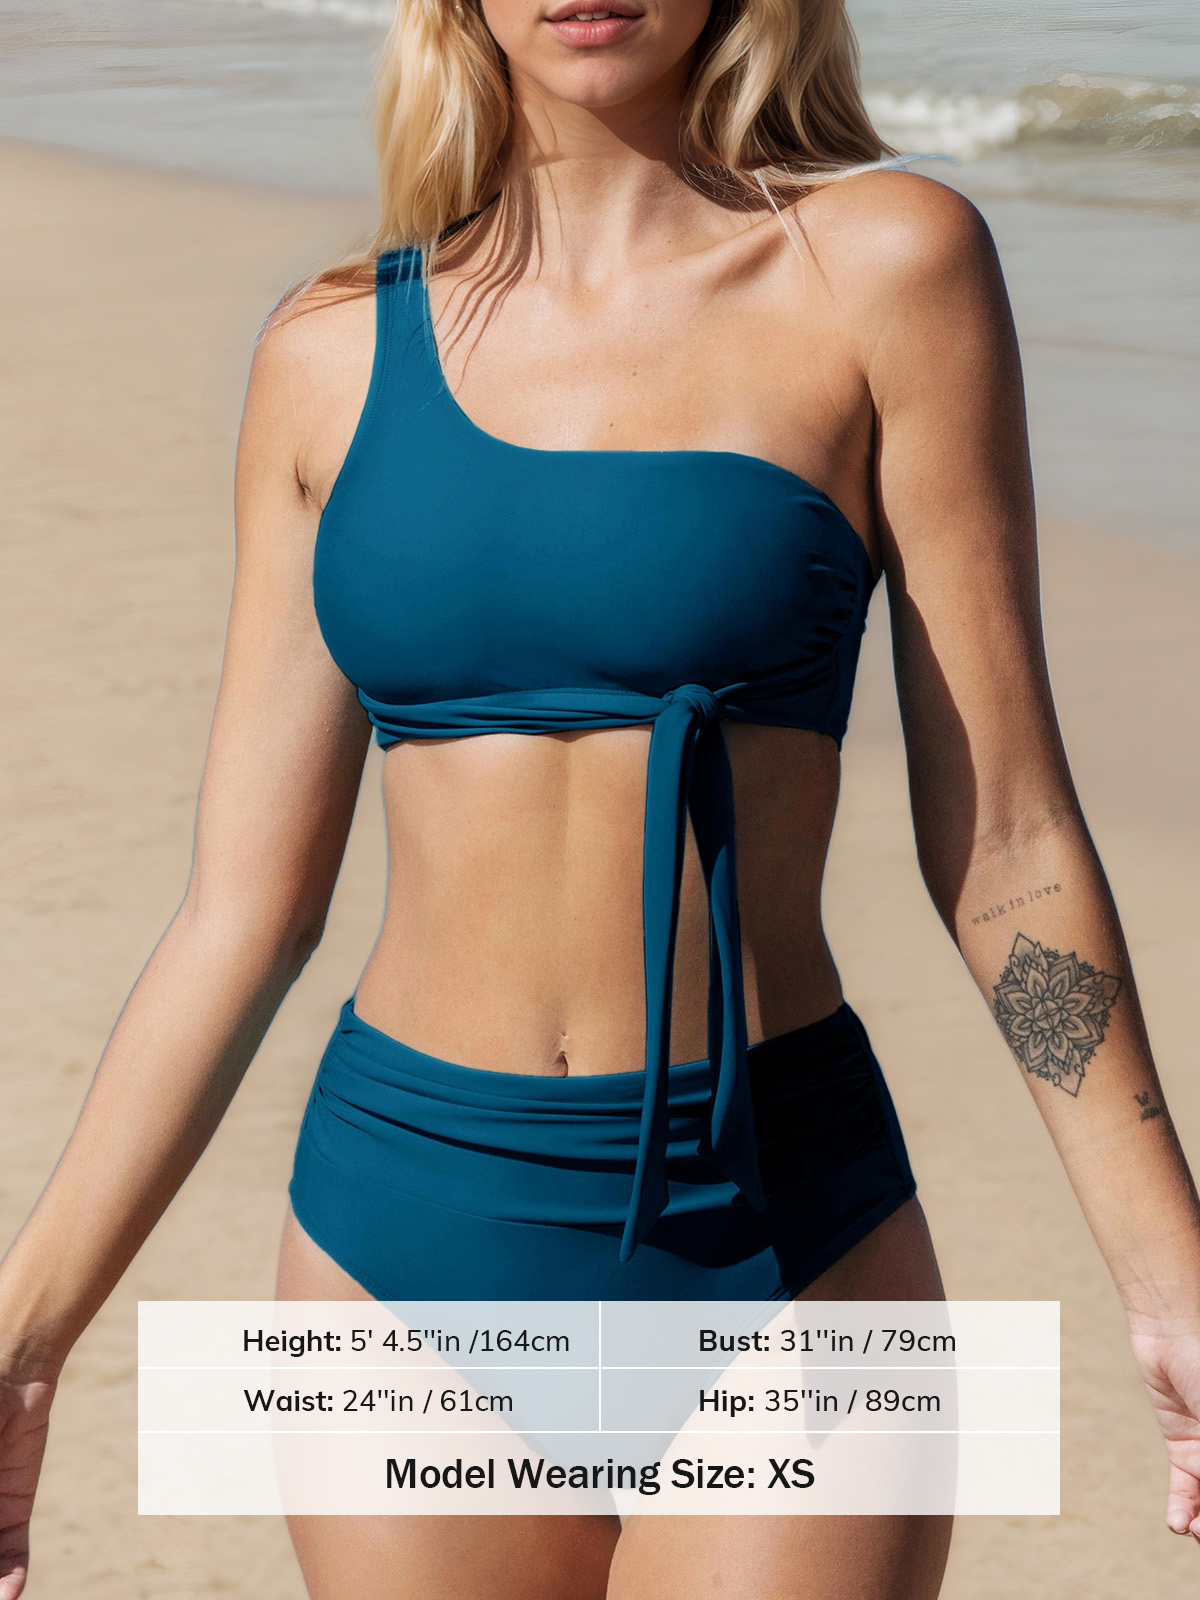 walk in love
Height: 5' 4.5''in /164cm
Bust: 31''in / 79cm
Waist: 24''in / 61cm
Hip: 35''in / 89cm
Model Wearing Size: XS